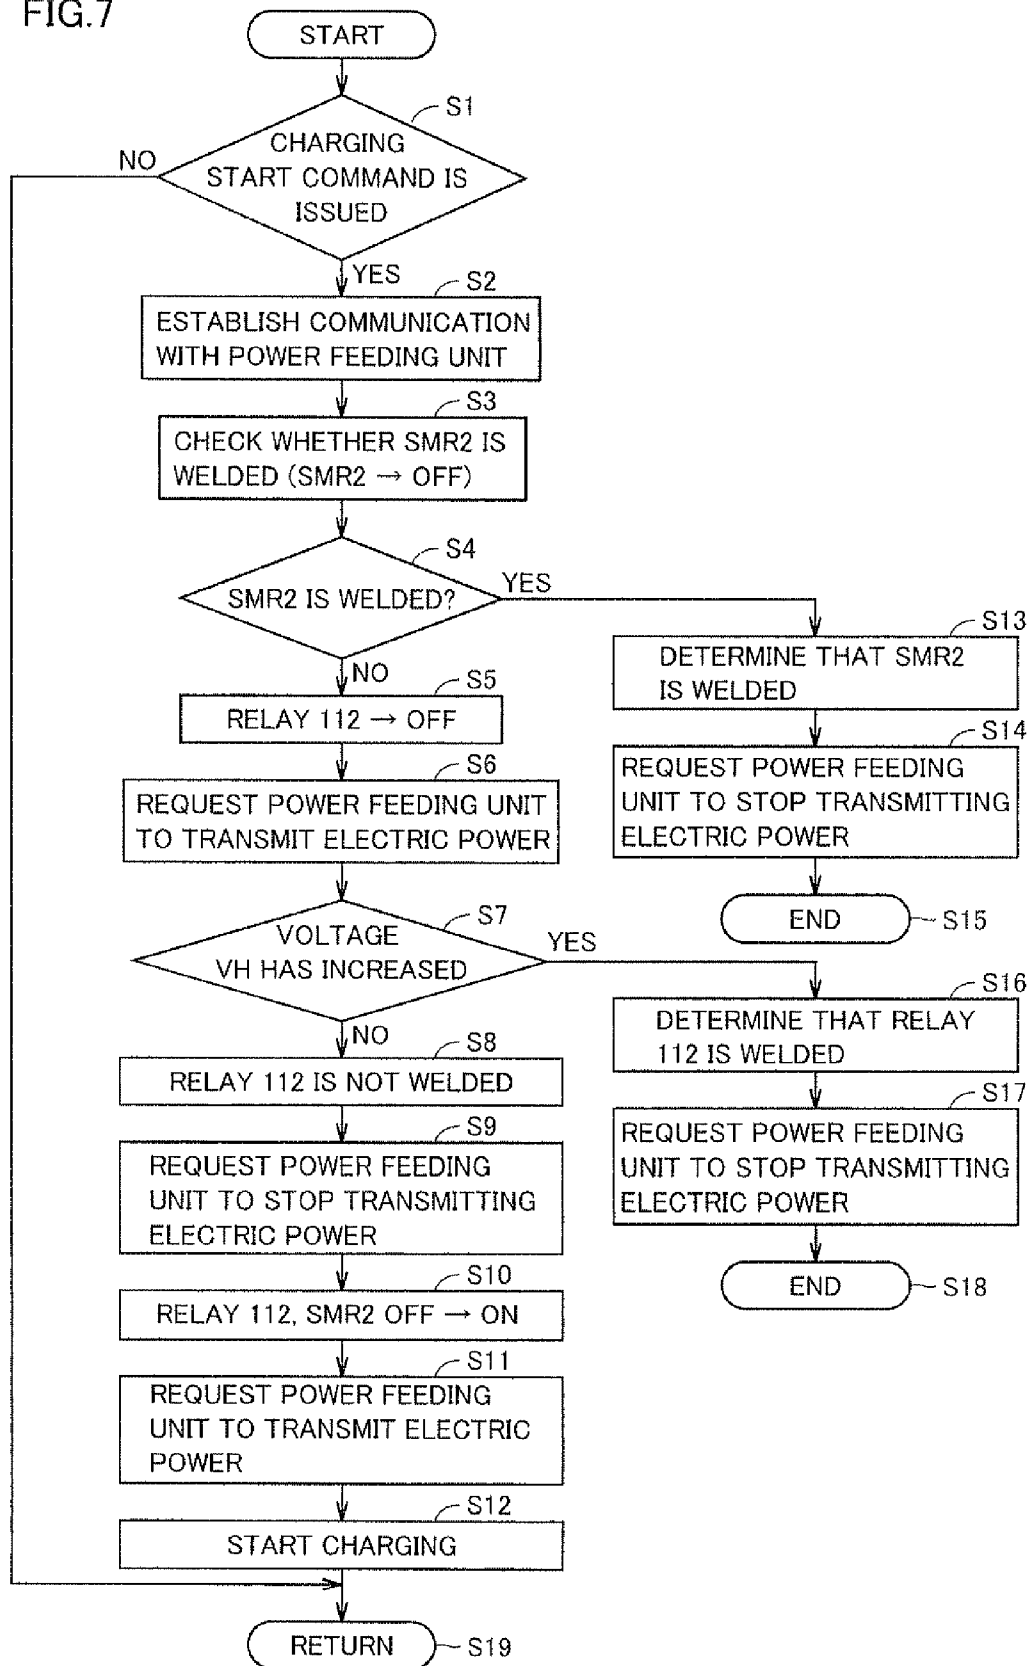 FIG.7
START
S1
CHARGING
START COMMAND IS
ISSUED
NO
YES
S2
ESTABLISH COMMUNICATION
WITH POWER FEEDING UNIT
S3
CHECK WHETHER SMR2 IS
WELDED (SMR2 → OFF)
S4
SMR2 IS WELDED?
YES
NO
S5
RELAY 112 → OFF
S6
REQUEST POWER FEEDING UNIT
TO TRANSMIT ELECTRIC POWER
S7
VOLTAGE
VH HAS INCREASED
YES
NO
S8
RELAY 112 IS NOT WELDED
S9
REQUEST POWER FEEDING
UNIT TO STOP TRANSMITTING
ELECTRIC POWER
S10
RELAY 112, SMR2 OFF → ON
S11
REQUEST POWER FEEDING
UNIT TO TRANSMIT ELECTRIC
POWER
S12
START CHARGING
RETURN
S19
S13
DETERMINE THAT SMR2
IS WELDED
S14
REQUEST POWER FEEDING
UNIT TO STOP TRANSMITTING
ELECTRIC POWER
END
S15
S16
DETERMINE THAT RELAY
112 IS WELDED
S17
REQUEST POWER FEEDING
UNIT TO STOP TRANSMITTING
ELECTRIC POWER
END
S18